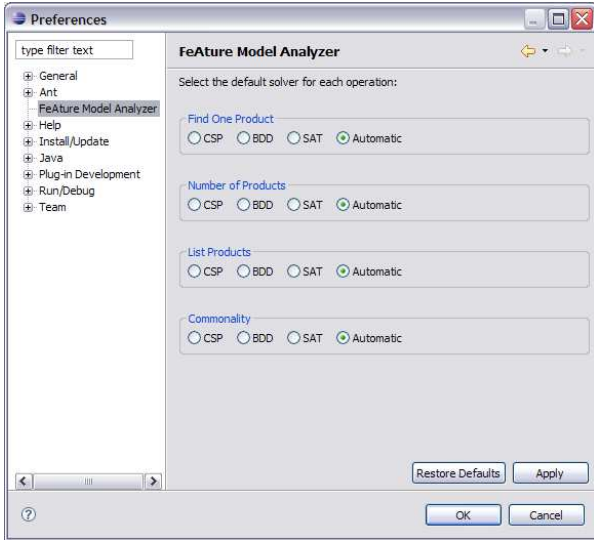 Preferences
type filter text
General
Ant
FeAture Model Analyzer
Help
Install/Update
Java
Plug-in Development
Run/Debug
Team
FeAture Model Analyzer
Select the default solver for each operation:
Find One Product
CSP BDD SAT Automatic
Number of Products
CSP BDD SAT Automatic
List Products
CSP BDD SAT Automatic
Commonality
CSP BDD SAT Automatic
Restore Defaults Apply
? OK Cancel